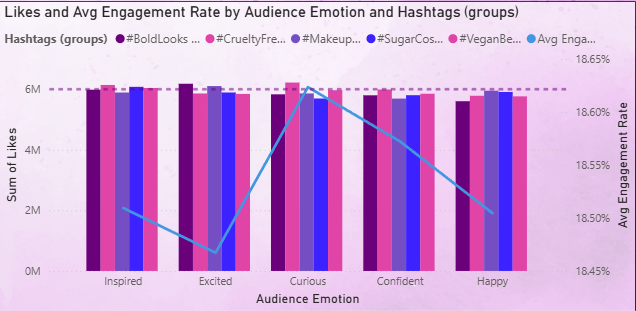 Likes and Avg Engagement Rate by Audience Emotion and Hashtags (groups)
Hashtags (groups) #BoldLooks ... #CrueltyFre... #Makeup... #SugarCos... #VeganBe... Avg Enga...
18.65%
6M
18.60%
4M
18.55%
2M
18.50%
0M
18.45%
Sum of Likes
Avg Engagement Rate
Inspired Excited Curious Confident Happy
Audience Emotion